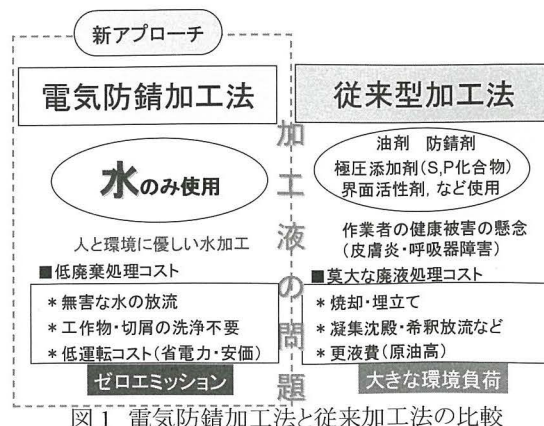 新アプローチ
電気防錆加工法
水のみ使用
人と環境に優しい水加工
■低廃棄処理コスト
＊無害な水の放流
＊工作物・切屑の洗浄不要
＊低運転コスト(省電力・安価)
ゼロエミッション
加工液の問題
従来型加工法
油剤 防錆剤
極圧添加剤(S,P化合物)
界面活性剤, など使用
作業者の健康被害の懸念
(皮膚炎・呼吸器障害)
■莫大な廃液処理コスト
＊焼却・埋立て
＊凝集沈殿・希釈放流など
＊更液費(原油高)
大きな環境負荷
図1 電気防錆加工法と従来加工法の比較